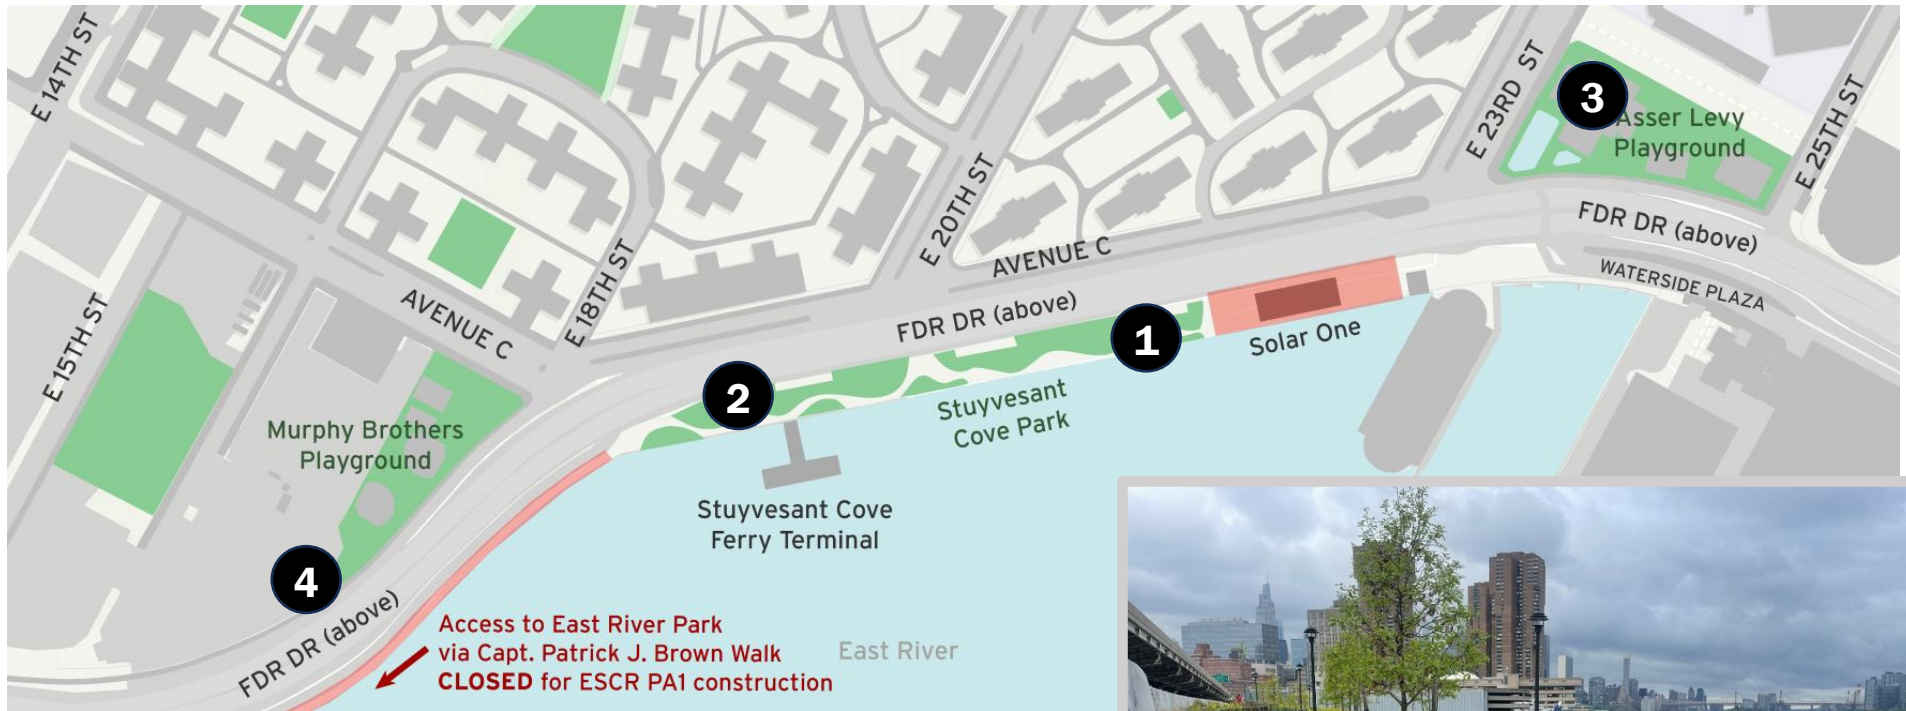 E 14TH ST
E 15TH ST
AVENUE C
E 18TH ST
E 20TH ST
AVENUE C
E 23RD ST
3
Asser Levy
Playground
E 25TH ST
FDR DR (above)
WATERSIDE PLAZA
FDR DR (above)
1
Solar One
2
Stuyvesant
Cove Park
Murphy Brothers
Playground
Stuyvesant Cove
Ferry Terminal
4
FDR DR (above)
Access to East River Park
via Capt. Patrick J. Brown Walk
CLOSED for ESCR PA1 construction
East River